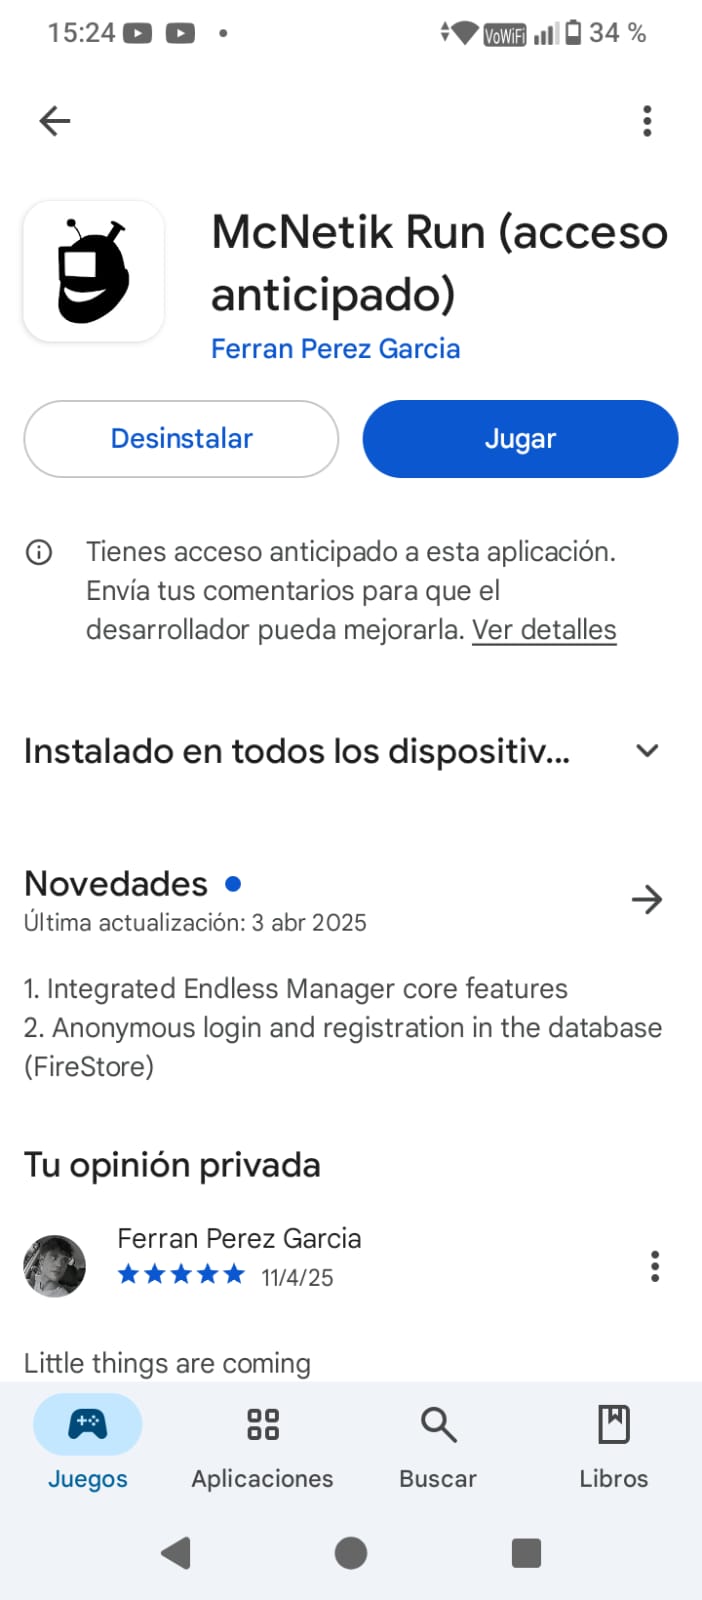 15:24
VoWiFi
34 %
McNetik Run (acceso
anticipado)
Ferran Perez Garcia
Desinstalar
Jugar
Tienes acceso anticipado a esta aplicación.
Envía tus comentarios para que el
desarrollador pueda mejorarla. Ver detalles
Instalado en todos los dispositiv...
Novedades
Última actualización: 3 abr 2025
1. Integrated Endless Manager core features
2. Anonymous login and registration in the database
(FireStore)
Tu opinión privada
Ferran Perez Garcia
11/4/25
Little things are coming
Juegos
Aplicaciones
Buscar
Libros